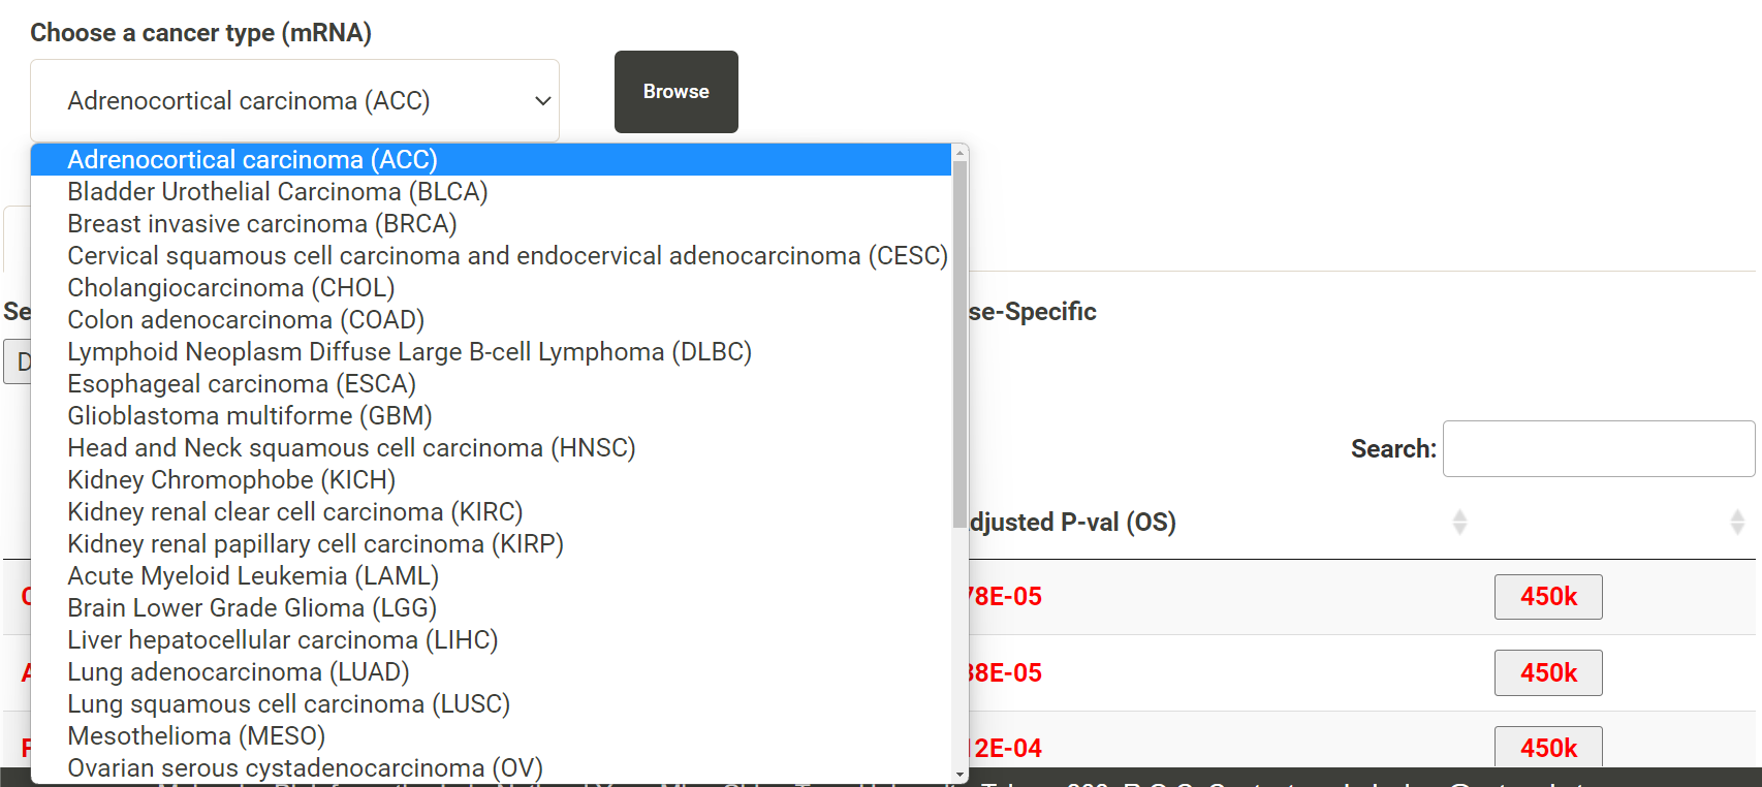 Choose a cancer type (mRNA)
Adrenocortical carcinoma (ACC)
Browse
Adrenocortical carcinoma (ACC)
Bladder Urothelial Carcinoma (BLCA)
Breast invasive carcinoma (BRCA)
Cervical squamous cell carcinoma and endocervical adenocarcinoma (CESC)
Cholangiocarcinoma (CHOL)
Colon adenocarcinoma (COAD)
Lymphoid Neoplasm Diffuse Large B-cell Lymphoma (DLBC)
Esophageal carcinoma (ESCA)
Glioblastoma multiforme (GBM)
Head and Neck squamous cell carcinoma (HNSC)
Kidney Chromophobe (KICH)
Kidney renal clear cell carcinoma (KIRC)
Kidney renal papillary cell carcinoma (KIRP)
Acute Myeloid Leukemia (LAML)
Brain Lower Grade Glioma (LGG)
Liver hepatocellular carcinoma (LIHC)
Lung adenocarcinoma (LUAD)
Lung squamous cell carcinoma (LUSC)
Mesothelioma (MESO)
Ovarian serous cystadenocarcinoma (OV)
Se
se-Specific
D
Search:
djusted P-val (OS)
78E-05
450k
38E-05
450k
12E-04
450k